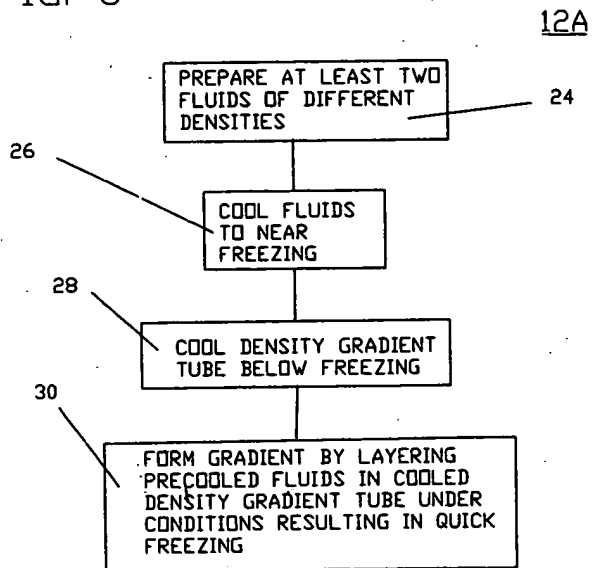 12A
PREPARE AT LEAST TWO
FLUIDS OF DIFFERENT
DENSITIES
24
26
COOL FLUIDS
TO NEAR
FREEZING
28
COOL DENSITY GRADIENT
TUBE BELOW FREEZING
30
FORM GRADIENT BY LAYERING
PRECOOLED FLUIDS IN COOLED
DENSITY GRADIENT TUBE UNDER
CONDITIONS RESULTING IN QUICK
FREEZING